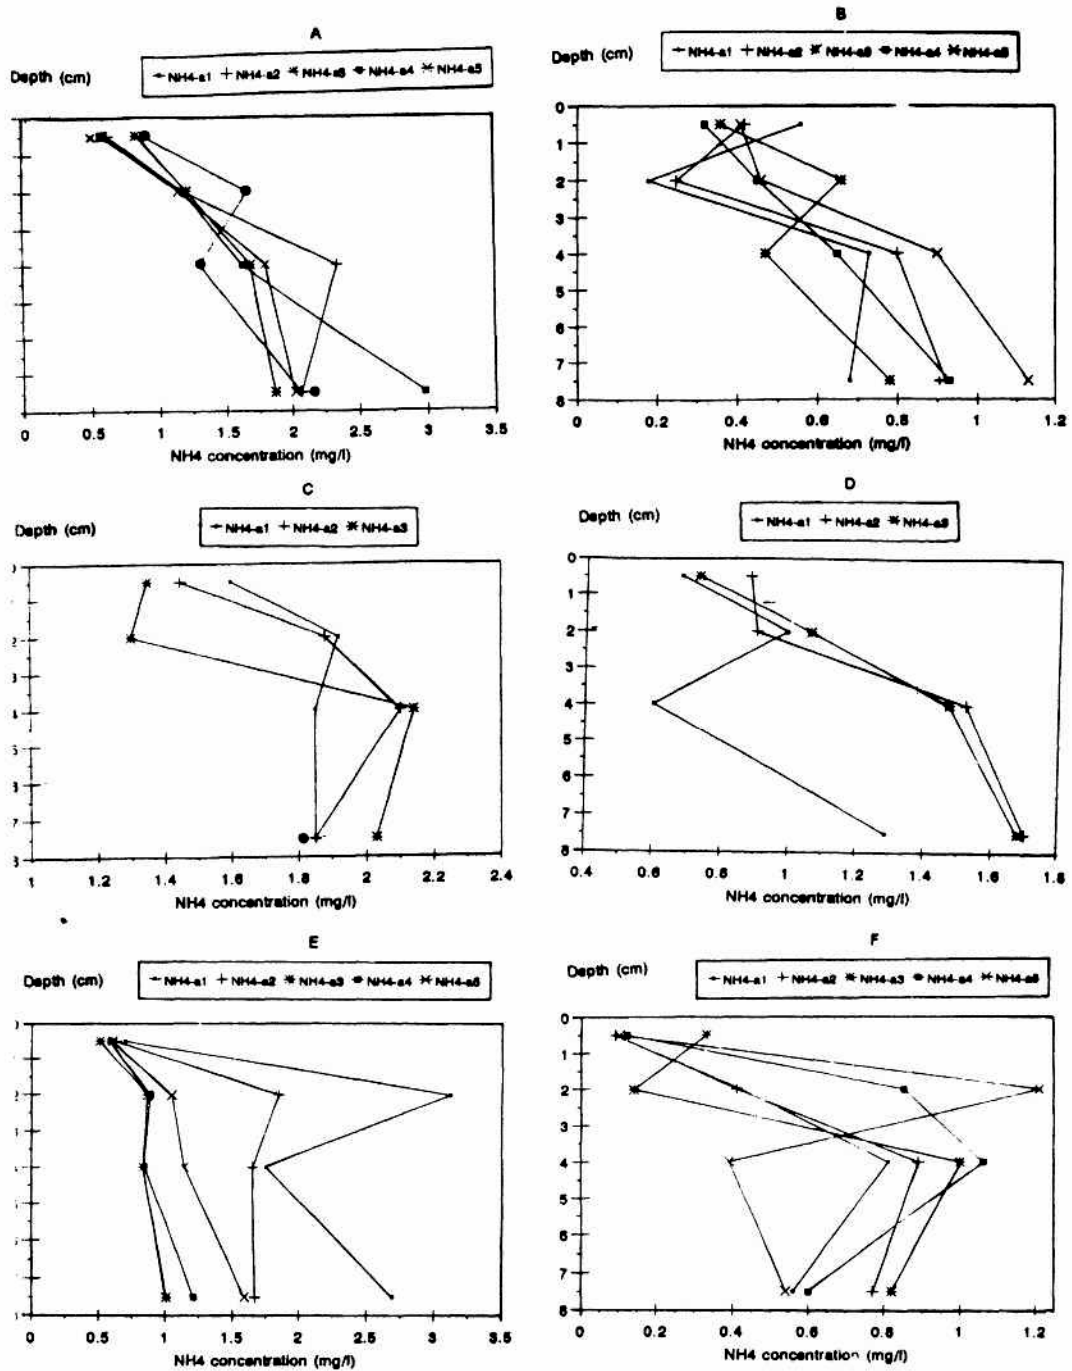 A
Depth (cm)
NH4-a1 NH4-a2 NH4-a3 NH4-a4 NH4-a5
0 0.5 1 1.5 2 2.5 3 3.5
NH4 concentration (mg/l)
B
Depth (cm)
NH4-a1 NH4-a2 NH4-a3 NH4-a4 NH4-a5
0
1
2
3
4
5
6
7
8
0 0.2 0.4 0.6 0.8 1 1.2
NH4 concentration (mg/l)
C
Depth (cm)
NH4-a1 NH4-a2 NH4-a3
1 1.2 1.4 1.6 1.8 2 2.2 2.4
NH4 concentration (mg/l)
D
Depth (cm)
NH4-a1 NH4-a2 NH4-a3
0
1
2
3
4
5
6
7
8
0.4 0.6 0.8 1 1.2 1.4 1.6 1.8
NH4 concentration (mg/l)
E
Depth (cm)
NH4-a1 NH4-a2 NH4-a3 NH4-a4 NH4-a5
0 0.5 1 1.5 2 2.5 3 3.5
NH4 concentration (mg/l)
F
Depth (cm)
NH4-a1 NH4-a2 NH4-a3 NH4-a4 NH4-a5
0
1
2
3
4
5
6
7
8
0 0.2 0.4 0.6 0.8 1 1.2
NH4 concentration (mg/l)